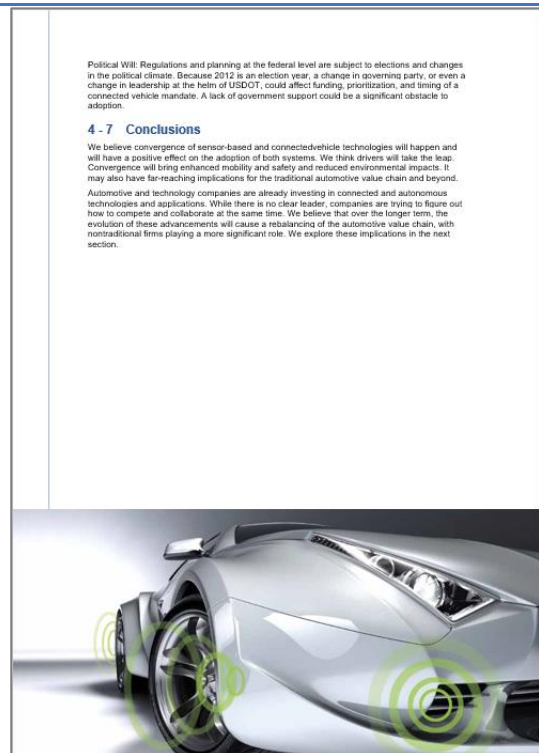 Political Will: Regulations and planning at the federal level are subject to elections and changes
in the political climate. Because 2012 is an election year, a change in governing party, or even a
change in leadership at the helm of USDOT, could affect funding, prioritization, and timing of a
connected vehicle mandate. A lack of government support could be a significant obstacle to
adoption.
4 - 7 Conclusions
We believe convergence of sensor-based and connectedvehicle technologies will happen and
will have a positive effect on the adoption of both systems. We think drivers will take the leap.
Convergence will bring enhanced mobility and safety and reduced environmental impacts. It
may also have far-reaching implications for the traditional automotive value chain and beyond.
Automotive and technology companies are already investing in connected and autonomous
technologies and applications. While there is no clear leader, companies are trying to figure out
how to compete and collaborate at the same time. We believe that over the longer term, the
evolution of these advancements will cause a rebalancing of the automotive value chain, with
nontraditional firms playing a more significant role. We explore these implications in the next
section.